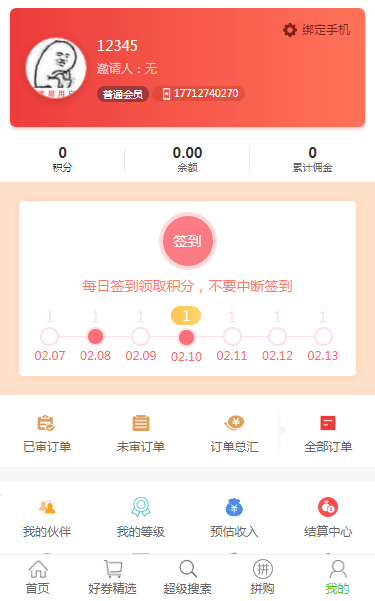 绑定手机
12345
邀请人：无
普通会员 17712740270
0 0.00 0
积分 余额 累计佣金
签到
每日签到领取积分，不要中断签到
1 1 1 1 1 1 1
02.07 02.08 02.09 02.10 02.11 02.12 02.13
已审订单 未审订单 订单总汇 全部订单
我的伙伴 我的等级 预估收入 结算中心
拼
首页 好券精选 超级搜索 拼购 我的